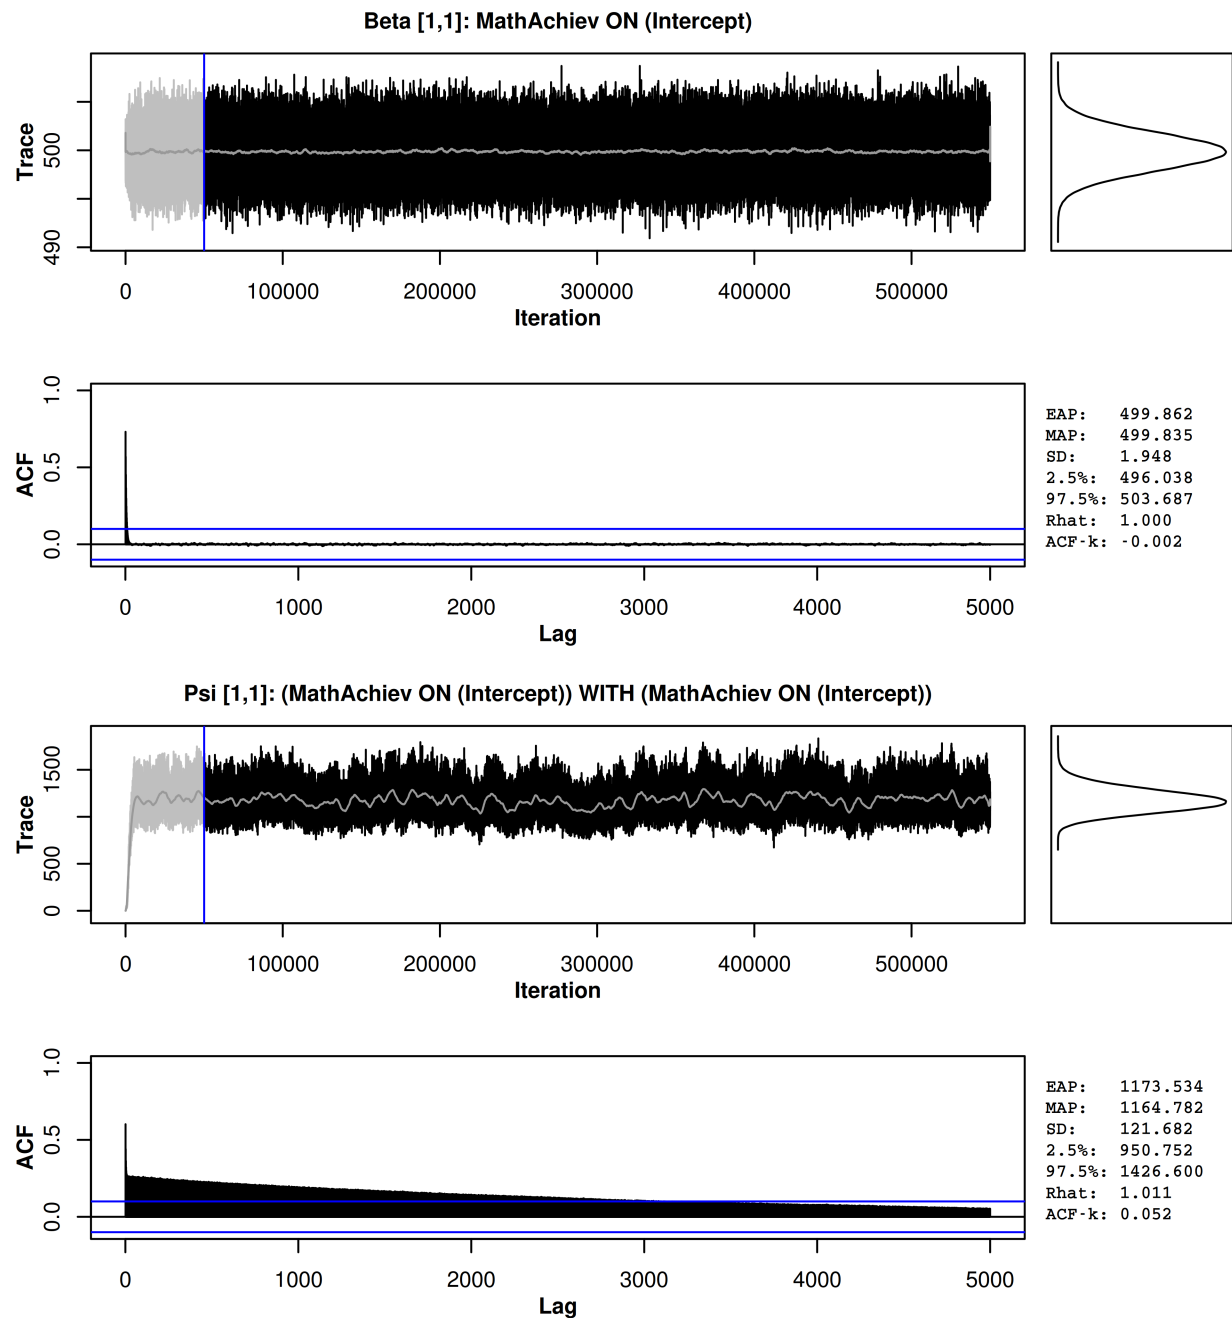 Beta [1,1]: MathAchiev ON (Intercept)
Trace
500
490
0 100000 200000 300000 400000 500000
Iteration
ACF
1.0
0.5
0.0
0 1000 2000 3000 4000 5000
Lag
EAP: 499.862
MAP: 499.835
SD: 1.948
2.5%: 496.038
97.5%: 503.687
Rhat: 1.000
ACF-k: -0.002
Psi [1,1]: (MathAchiev ON (Intercept)) WITH (MathAchiev ON (Intercept))
Trace
1500
500
0
0 100000 200000 300000 400000 500000
Iteration
ACF
1.0
0.5
0.0
0 1000 2000 3000 4000 5000
Lag
EAP: 1173.534
MAP: 1164.782
SD: 121.682
2.5%: 950.752
97.5%: 1426.600
Rhat: 1.011
ACF-k: 0.052